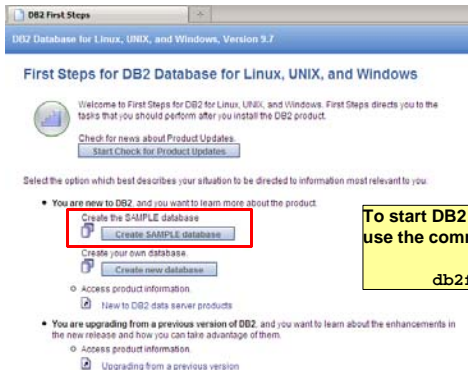 DB2 First Steps
DB2 Database for Linux, UNIX, and Windows, Version 9.7
First Steps for DB2 Database for Linux, UNIX, and Windows
Welcome to First Steps for DB2 for Linux, UNIX, and Windows. First Steps directs you to the
tasks that you should perform after you install the DB2 product.
Check for news about Product Updates.
Start Check for Product Updates
Select the option which best describes your situation to be directed to information most relevant to you:
You are new to DB2, and you want to learn more about the product.
Create the SAMPLE database
Create SAMPLE database
Create your own database.
Create new database
Access product information.
New to DB2 data server products
You are upgrading from a previous version of DB2, and you want to learn about the enhancements in
the new release and how you can take advantage of them.
Access product information.
Upgrading from a previous version
To start DB2
use the comm
db2f